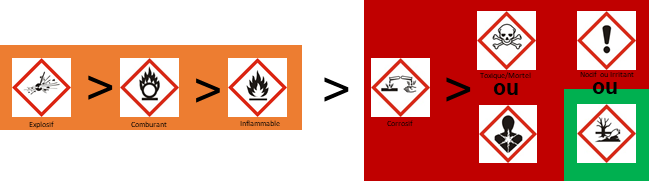 > > > >
Explosif Comburant Inflammable Corrosif Toxique/Mortel Nocif ou irritant
ou ou